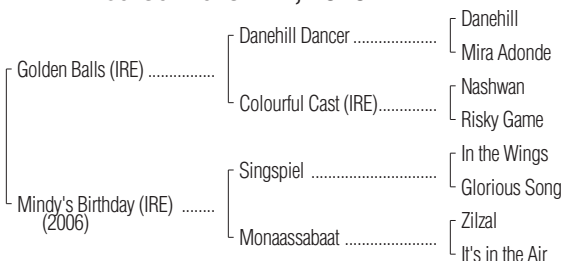 Danehill
Danehill Dancer .....................
Mira Adonde
Golden Balls (IRE) ................
Nashwan
Colourful Cast (IRE)..............
Risky Game
In the Wings
Singspiel ...............................
Glorious Song
Mindy's Birthday (IRE) ........
(2006)
Zilzal
Monaassabaat .......................
It's in the Air